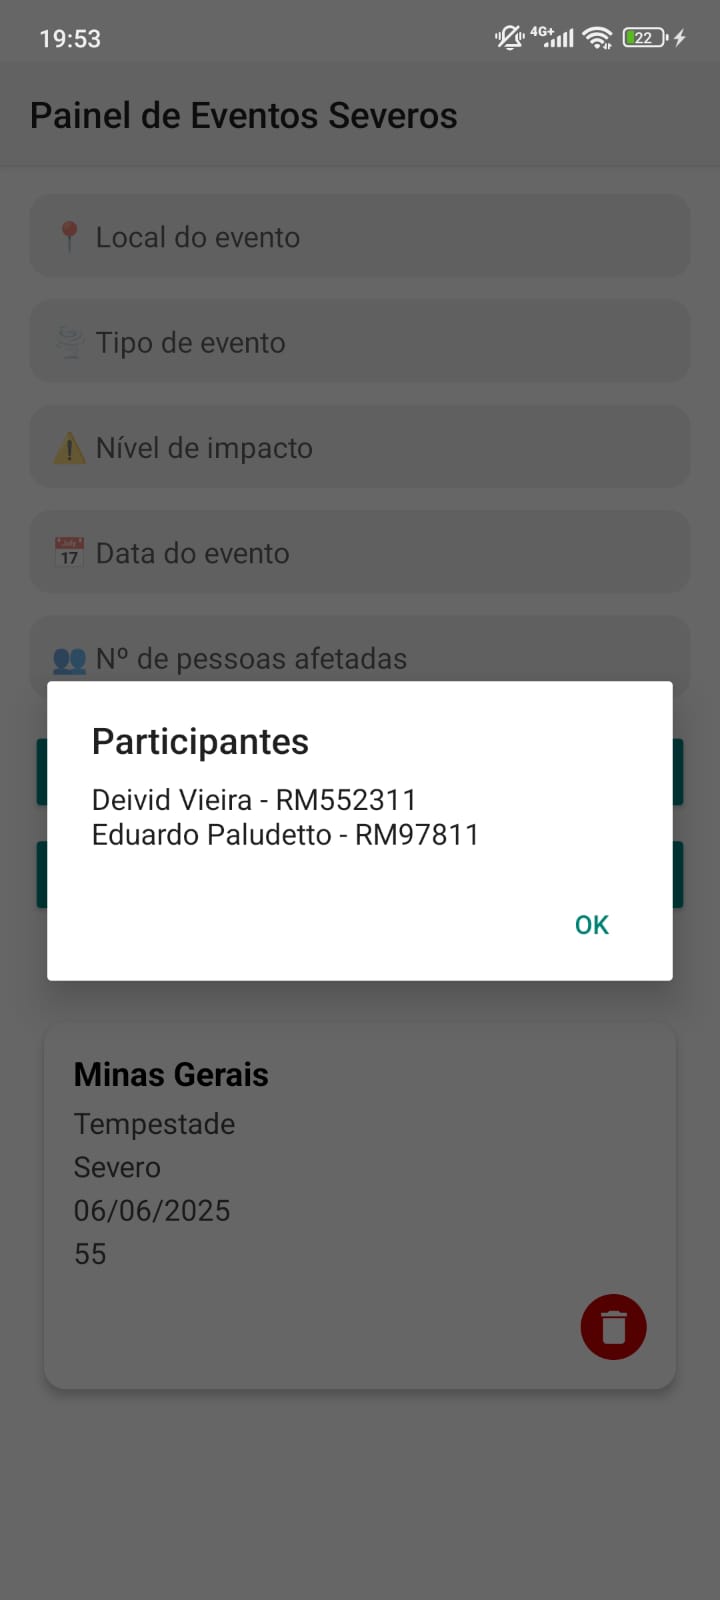 19:53
4G+
22
Painel de Eventos Severos
📍 Local do evento
🌪️ Tipo de evento
⚠️ Nível de impacto
📅 Data do evento
👥 Nº de pessoas afetadas
Participantes
Deivid Vieira - RM552311
Eduardo Paludetto - RM97811
OK
Minas Gerais
Tempestade
Severo
06/06/2025
55